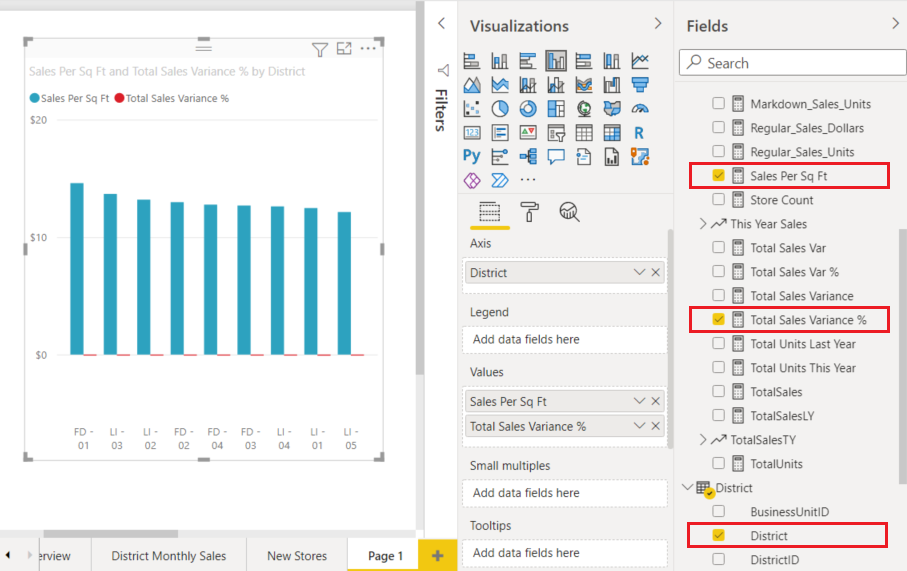 Sales Per Sq Ft and Total Sales Variance % by District
Sales Per Sq Ft Total Sales Variance %
$20
$10
$0
FD - 01
LI - 03
LI - 02
FD - 02
FD - 04
FD - 03
LI - 04
LI - 01
LI - 05
erview
District Monthly Sales
New Stores
Page 1
Filters
Visualizations
123
R
Py
Axis
District
Legend
Add data fields here
Values
Sales Per Sq Ft
Total Sales Variance %
Small multiples
Add data fields here
Tooltips
Add data fields here
Fields
Search
Markdown_Sales_Units
Regular_Sales_Dollars
Regular_Sales_Units
Sales Per Sq Ft
Store Count
This Year Sales
Total Sales Var
Total Sales Var %
Total Sales Variance
Total Sales Variance %
Total Units Last Year
Total Units This Year
TotalSales
TotalSalesLY
TotalSalesTY
TotalUnits
District
BusinessUnitID
District
DistrictID